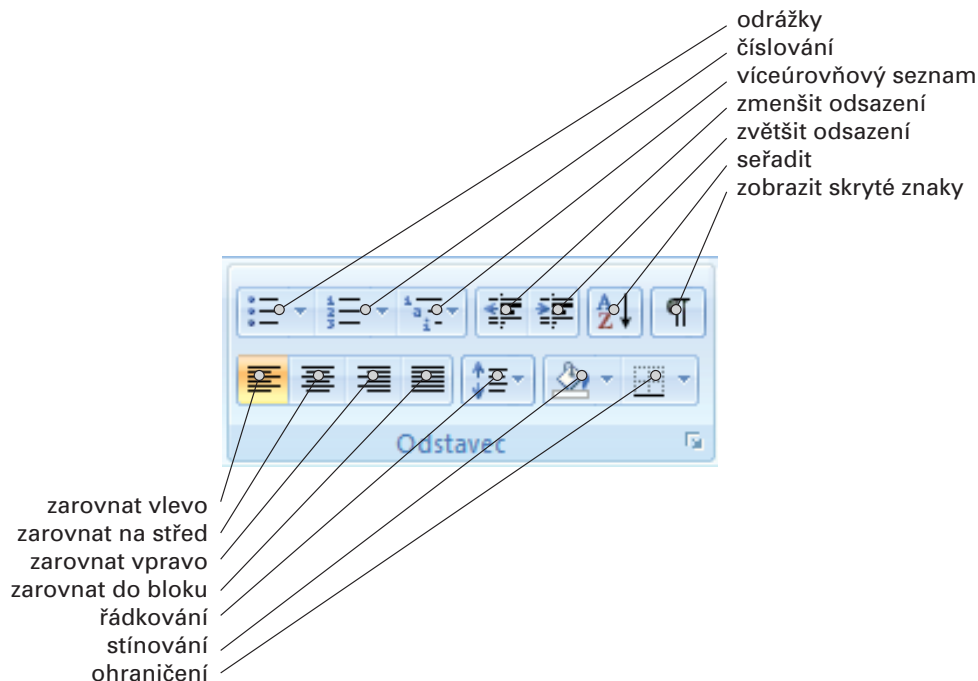 odrážky
číslování
víceúrovňový seznam
zmenšit odsazení
zvětšit odsazení
seřadit
zobrazit skryté znaky
Odstavec
zarovnat vlevo
zarovnat na střed
zarovnat vpravo
zarovnat do bloku
řádkování
stínování
ohraničení